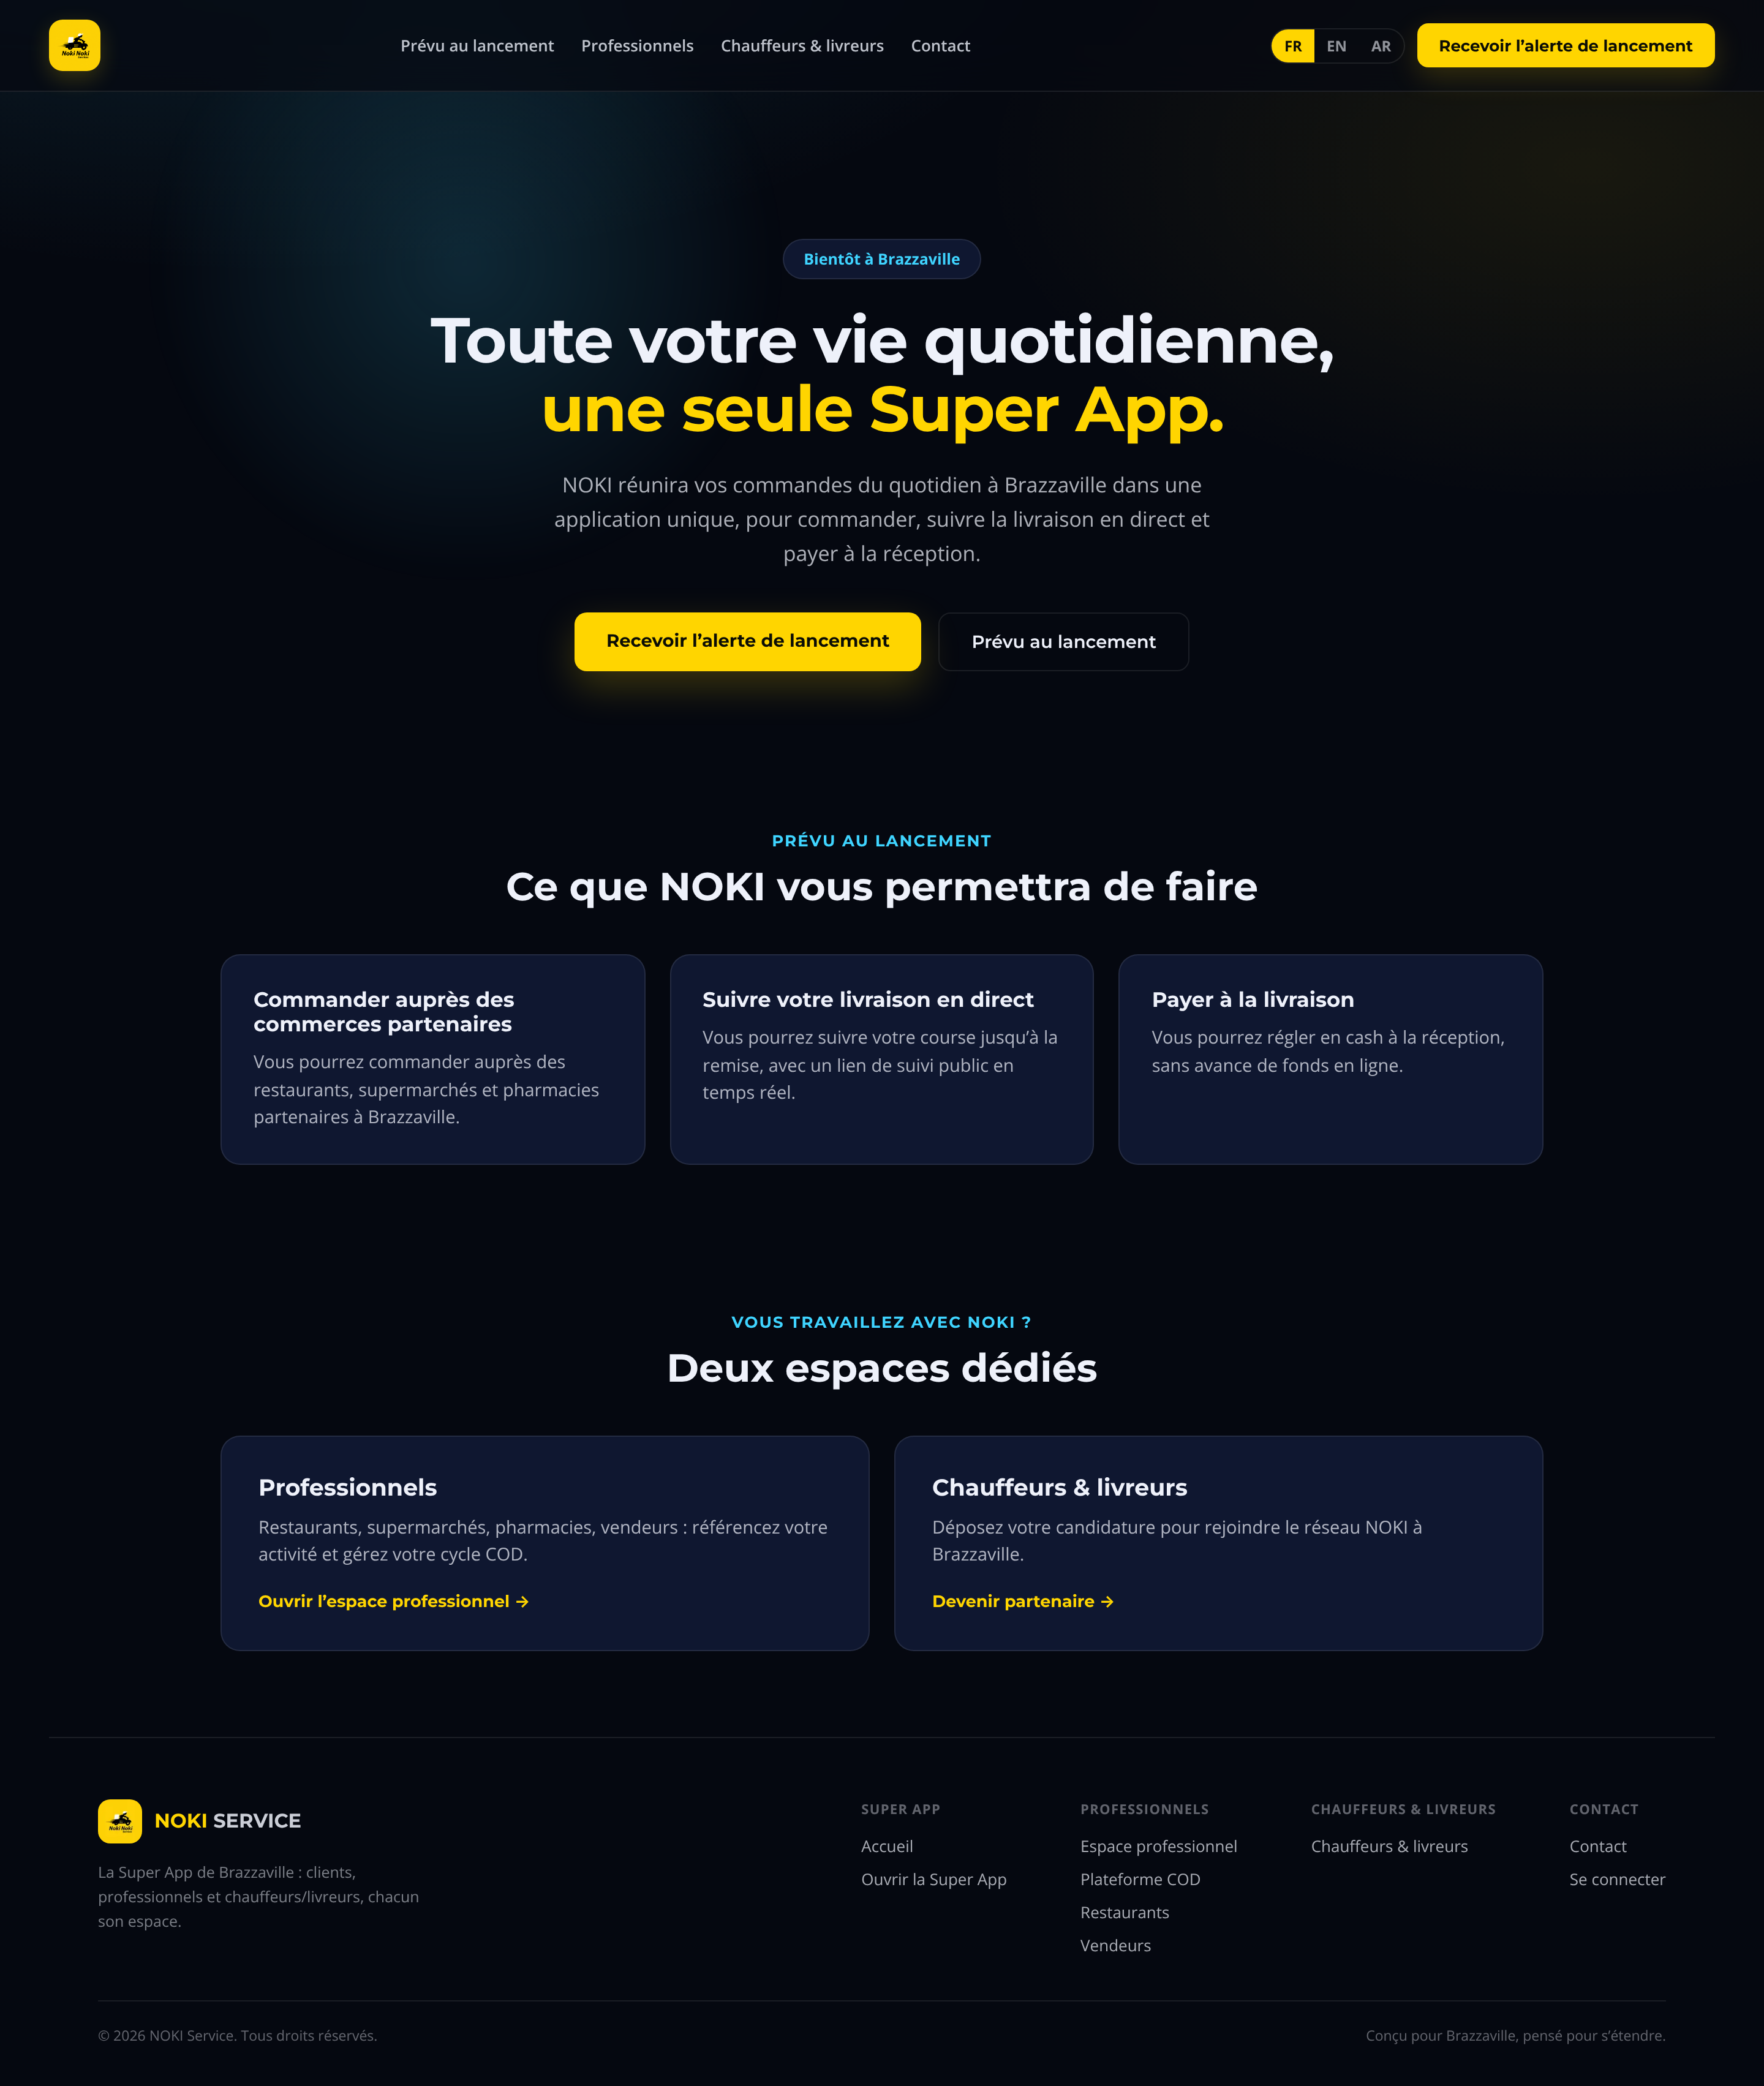 Noki Noki
Prévu au lancement
Professionnels
Chauffeurs & livreurs
Contact
FR EN AR
Recevoir l’alerte de lancement
Bientôt à Brazzaville
Toute votre vie quotidienne,
une seule Super App.
NOKI réunira vos commandes du quotidien à Brazzaville dans une
application unique, pour commander, suivre la livraison en direct et
payer à la réception.
Recevoir l’alerte de lancement
Prévu au lancement
PRÉVU AU LANCEMENT
Ce que NOKI vous permettra de faire
Commander auprès des
commerces partenaires
Vous pourrez commander auprès des
restaurants, supermarchés et pharmacies
partenaires à Brazzaville.
Suivre votre livraison en direct
Vous pourrez suivre votre course jusqu’à la
remise, avec un lien de suivi public en
temps réel.
Payer à la livraison
Vous pourrez régler en cash à la réception,
sans avance de fonds en ligne.
VOUS TRAVAILLEZ AVEC NOKI ?
Deux espaces dédiés
Professionnels
Restaurants, supermarchés, pharmacies, vendeurs : référencez votre
activité et gérez votre cycle COD.
Ouvrir l’espace professionnel →
Chauffeurs & livreurs
Déposez votre candidature pour rejoindre le réseau NOKI à
Brazzaville.
Devenir partenaire →
Noki Noki
NOKI SERVICE
La Super App de Brazzaville : clients,
professionnels et chauffeurs/livreurs, chacun
son espace.
SUPER APP
Accueil
Ouvrir la Super App
PROFESSIONNELS
Espace professionnel
Plateforme COD
Restaurants
Vendeurs
CHAUFFEURS & LIVREURS
Chauffeurs & livreurs
CONTACT
Contact
Se connecter
© 2026 NOKI Service. Tous droits réservés.
Conçu pour Brazzaville, pensé pour s’étendre.